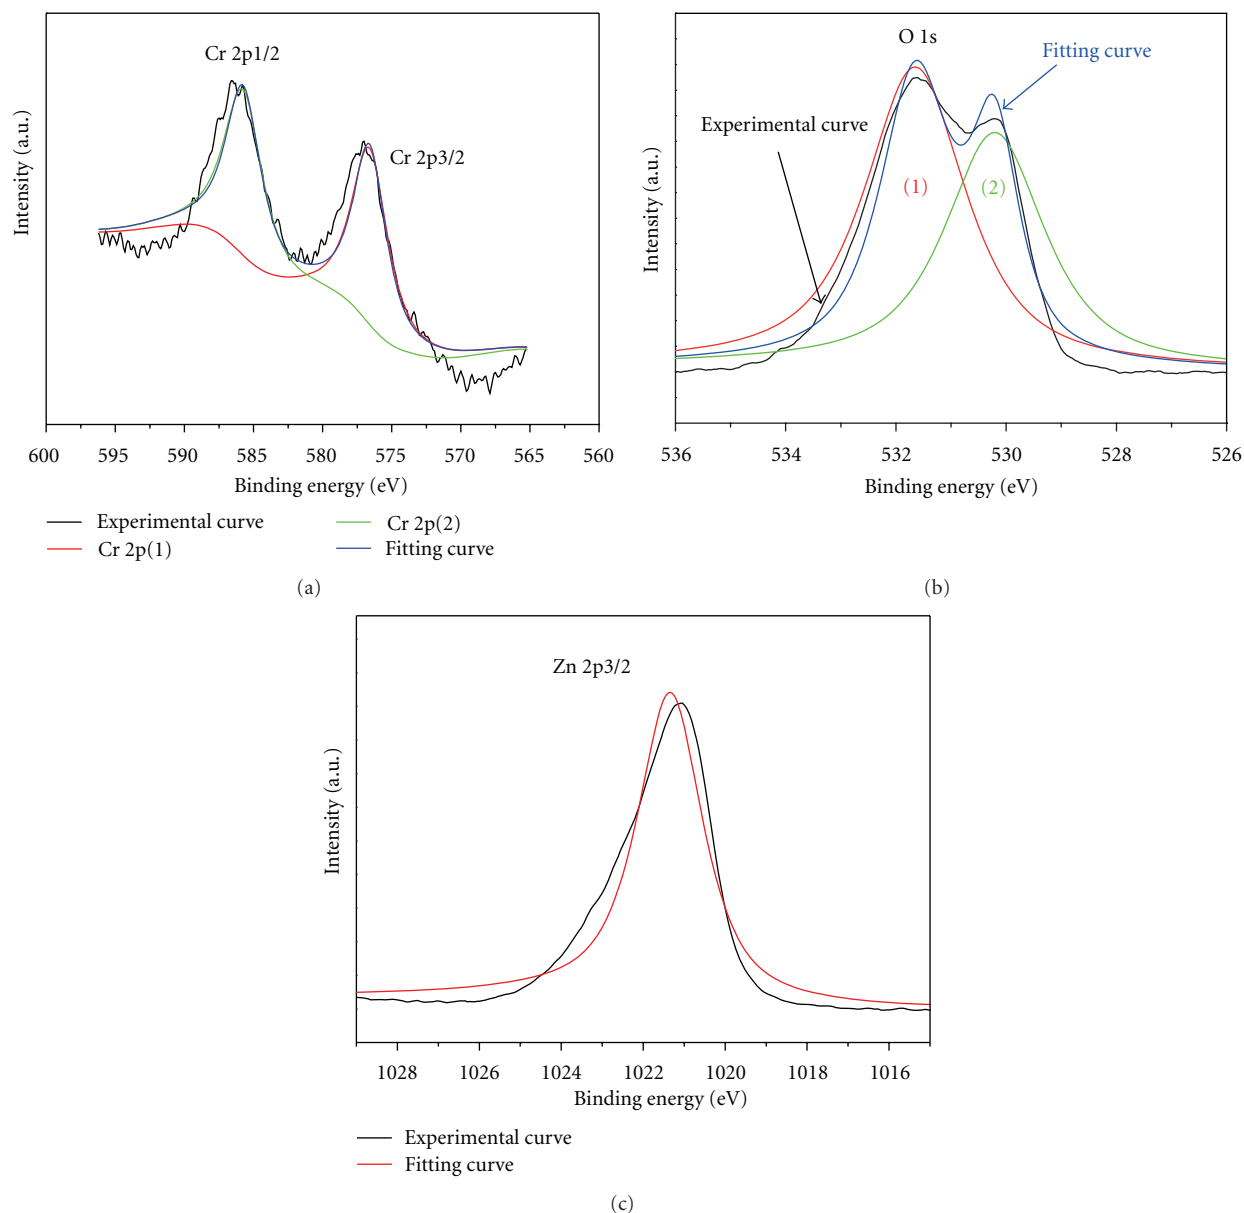 Cr 2p1/2
Cr 2p3/2
Intensity (a.u.)
600 595 590 585 580 575 570 565 560
Binding energy (eV)
Experimental curve
Cr 2p(1)
Cr 2p(2)
Fitting curve
(a)
O 1s
Fitting curve
Experimental curve
(1)
(2)
Intensity (a.u.)
536 534 532 530 528 526
Binding energy (eV)
(b)
Zn 2p3/2
Intensity (a.u.)
1028 1026 1024 1022 1020 1018 1016
Binding energy (eV)
Experimental curve
Fitting curve
(c)